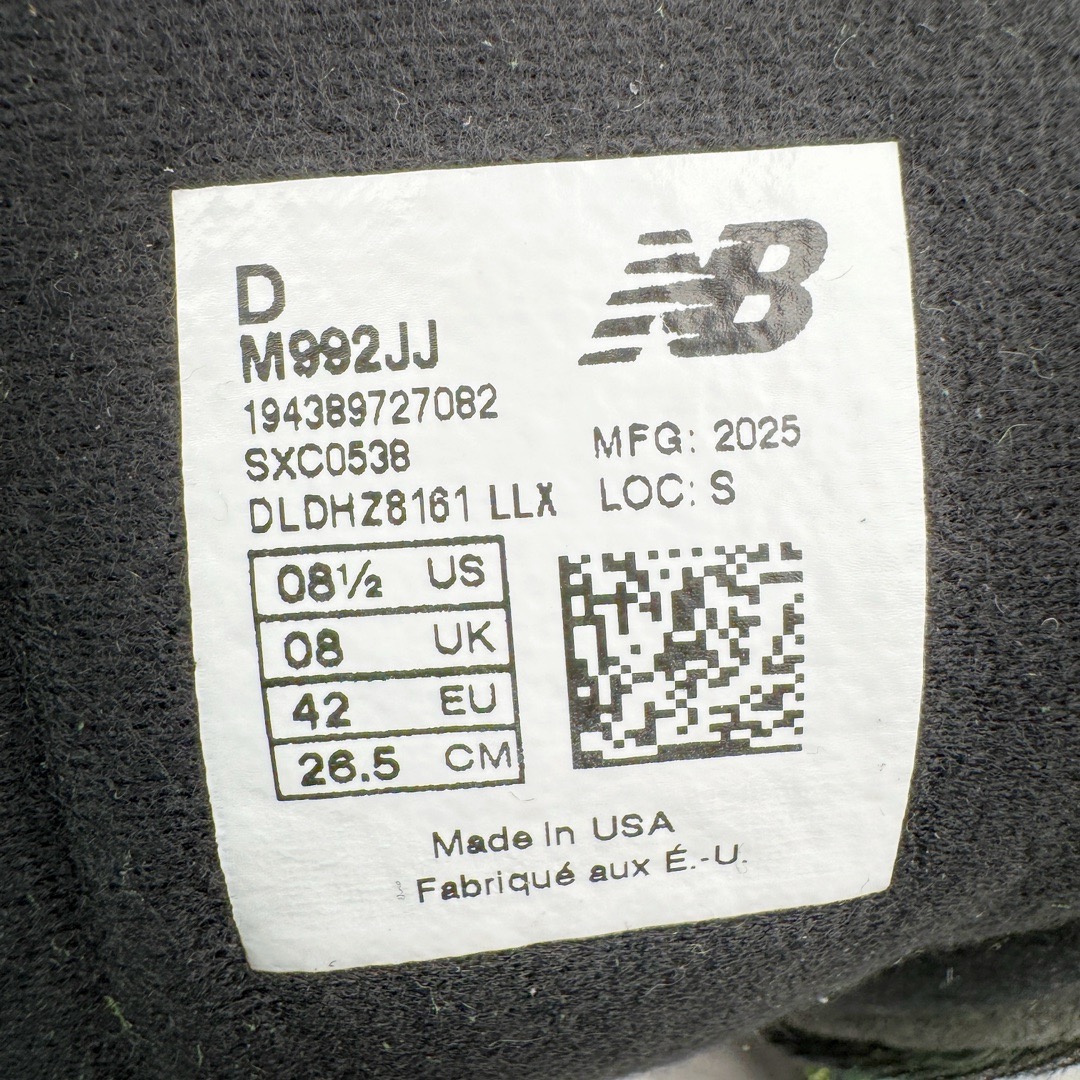 D
M992JJ
194389727082
SXC0538
DLDHZ8161 LLX
NB
MFG: 2025
LOC: S
08½ US
08 UK
42 EU
26.5 CM
Made in USA
Fabriqué aux É.-U.